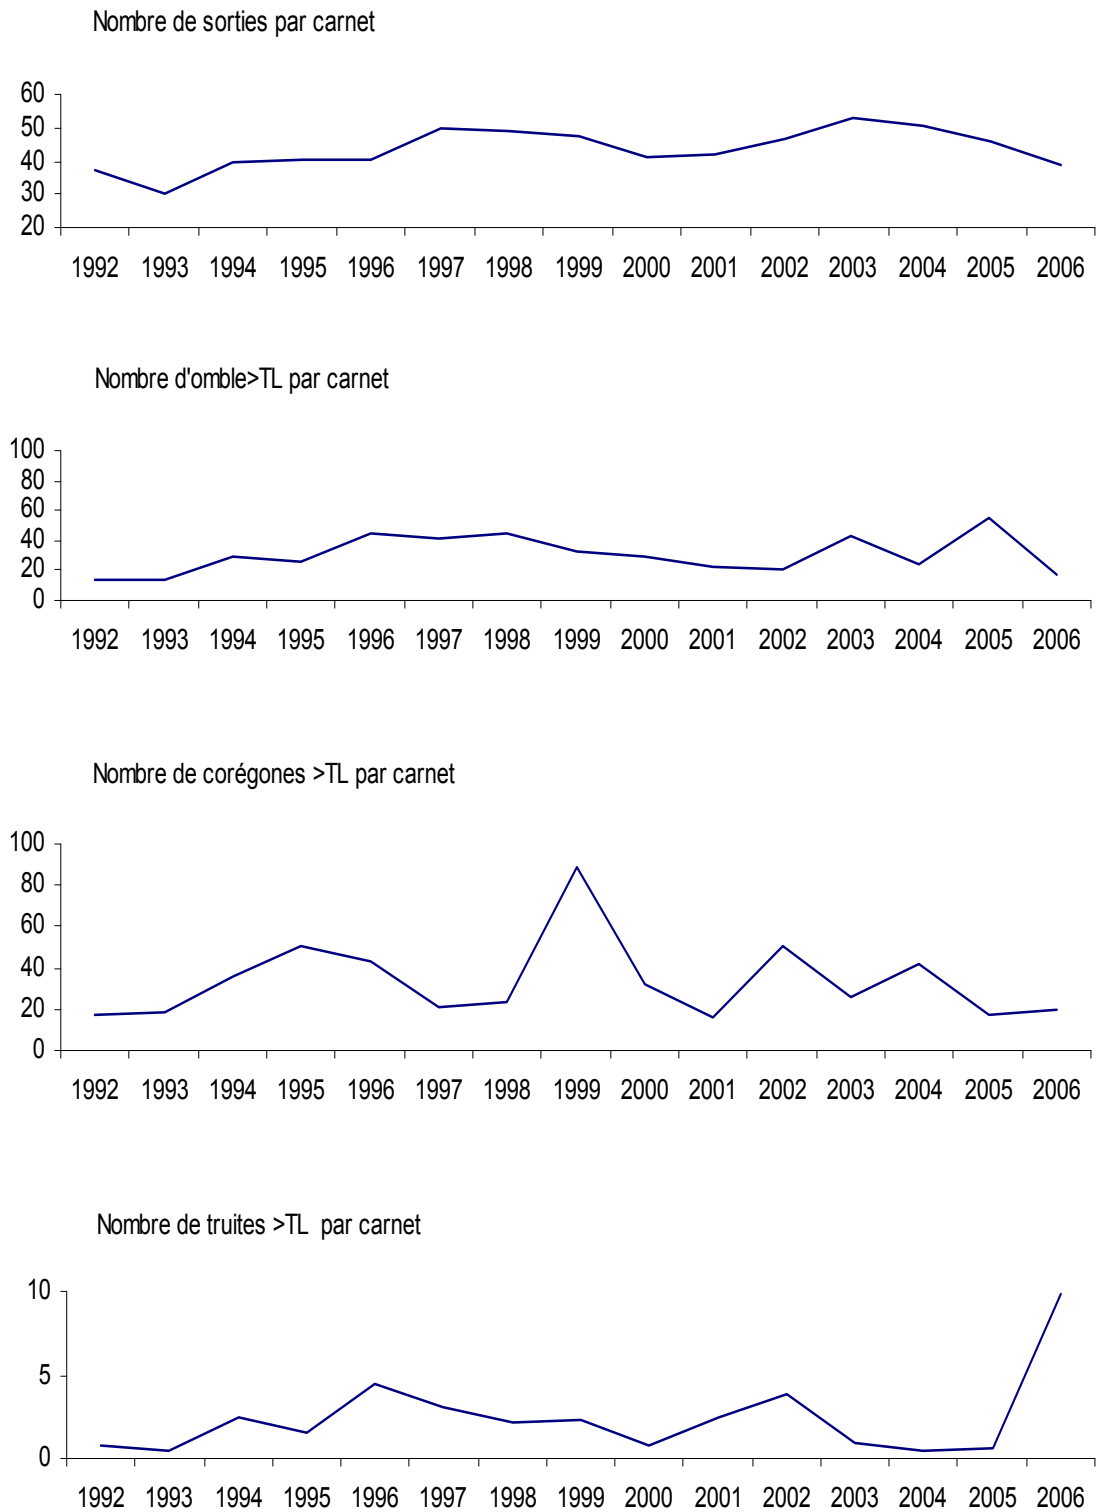 Nombre de sorties par carnet
60
50
40
30
20
1992 1993 1994 1995 1996 1997 1998 1999 2000 2001 2002 2003 2004 2005 2006
Nombre d'omble>TL par carnet
100
80
60
40
20
0
1992 1993 1994 1995 1996 1997 1998 1999 2000 2001 2002 2003 2004 2005 2006
Nombre de corégones >TL par carnet
100
80
60
40
20
0
1992 1993 1994 1995 1996 1997 1998 1999 2000 2001 2002 2003 2004 2005 2006
Nombre de truites >TL par carnet
10
5
0
1992 1993 1994 1995 1996 1997 1998 1999 2000 2001 2002 2003 2004 2005 2006